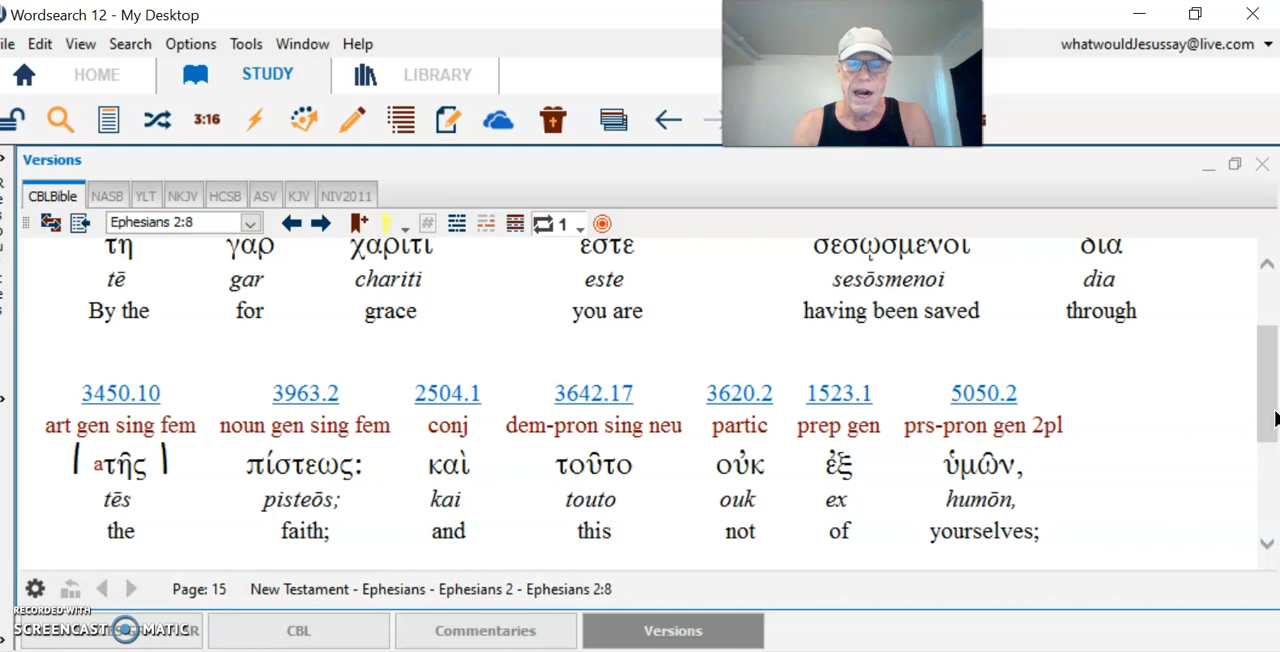 Wordsearch 12 - My Desktop
ile Edit View Search Options Tools Window Help
whatwouldJesussay@live.com
HOME STUDY LIBRARY
3:16
Versions
CBLBible NASB YLT NKJV HCSB ASV KJV NIV2011
Ephesians 2:8 # 1
τῇ γάρ χάριτί ἐστε σεσῳσμένοι διὰ
tē gar chariti este sesōsmenoi dia
By the for grace you are having been saved through
3450.10 3963.2 2504.1 3642.17 3620.2 1523.1 5050.2
art gen sing fem noun gen sing fem conj dem-pron sing neu partic prep gen prs-pron gen 2pl
aτῆς πίστεως: καὶ τοῦτο οὐκ ἐξ ὑμῶν,
tēs pisteōs; kai touto ouk ex humōn,
the faith; and this not of yourselves;
Page: 15 New Testament - Ephesians - Ephesians 2 - Ephesians 2:8
RECORDED WITH
SCREENCAST MATIC
R CBL Commentaries Versions